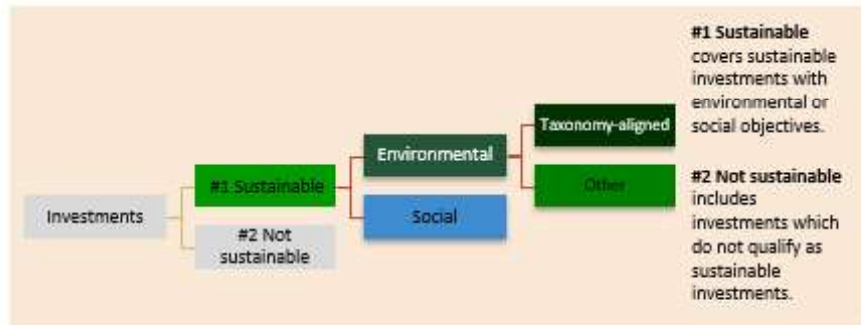 Investments
#1 Sustainable
#2 Not
sustainable
Environmental
Social
Taxonomy-aligned
Other
#1 Sustainable
covers sustainable
investments with
environmental or
social objectives.
#2 Not sustainable
includes
investments which
do not qualify as
sustainable
investments.